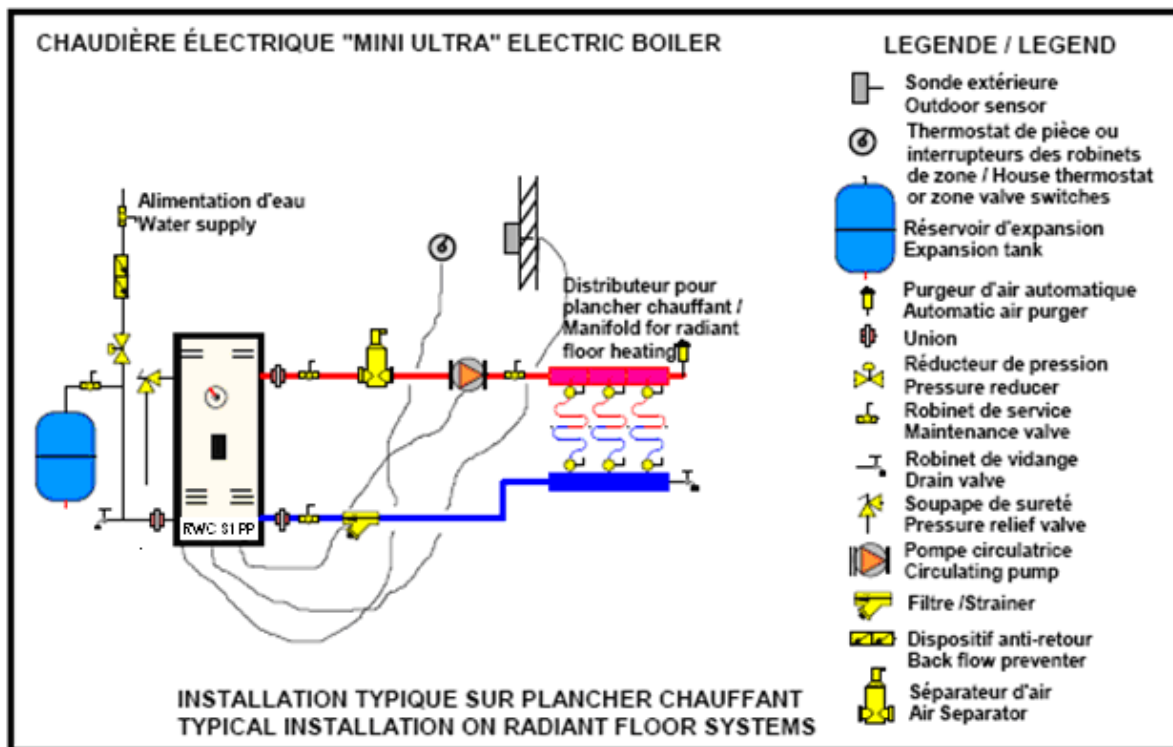 CHAUDIÈRE ÉLECTRIQUE "MINI ULTRA" ELECTRIC BOILER
Alimentation d'eau
Water supply
Distributeur pour
plancher chauffant /
Manifold for radiant
floor heating
RWC S1 PP
INSTALLATION TYPIQUE SUR PLANCHER CHAUFFANT
TYPICAL INSTALLATION ON RADIANT FLOOR SYSTEMS
LEGENDE / LEGEND
Sonde extérieure
Outdoor sensor
Thermostat de pièce ou
interrupteurs des robinets
de zone / House thermostat
or zone valve switches
Réservoir d'expansion
Expansion tank
Purgeur d'air automatique
Automatic air purger
Union
Réducteur de pression
Pressure reducer
Robinet de service
Maintenance valve
Robinet de vidange
Drain valve
Soupape de sureté
Pressure relief valve
Pompe circulatrice
Circulating pump
Filtre /Strainer
Dispositif anti-retour
Back flow preventer
Séparateur d'air
Air Separator